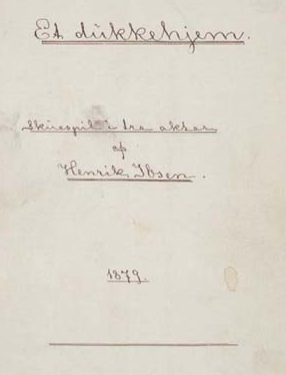 Et dukkehjem.
Skuespil i tre akter
af
Henrik Ibsen.
1879.